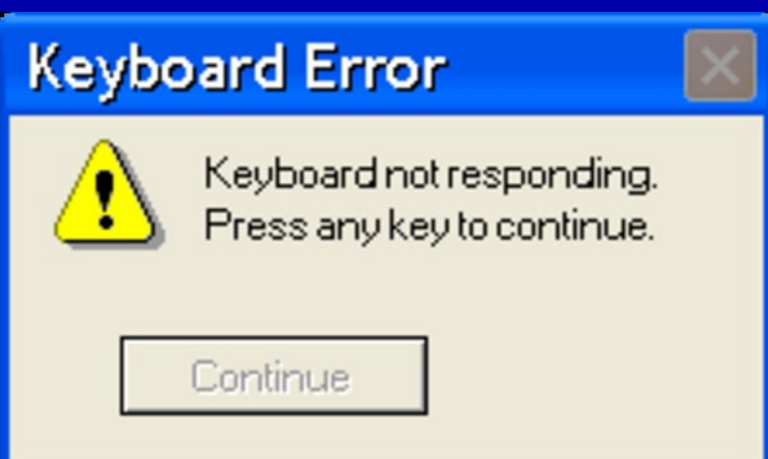 Keyboard Error
Keyboard not responding.
Press any key to continue.
Continue